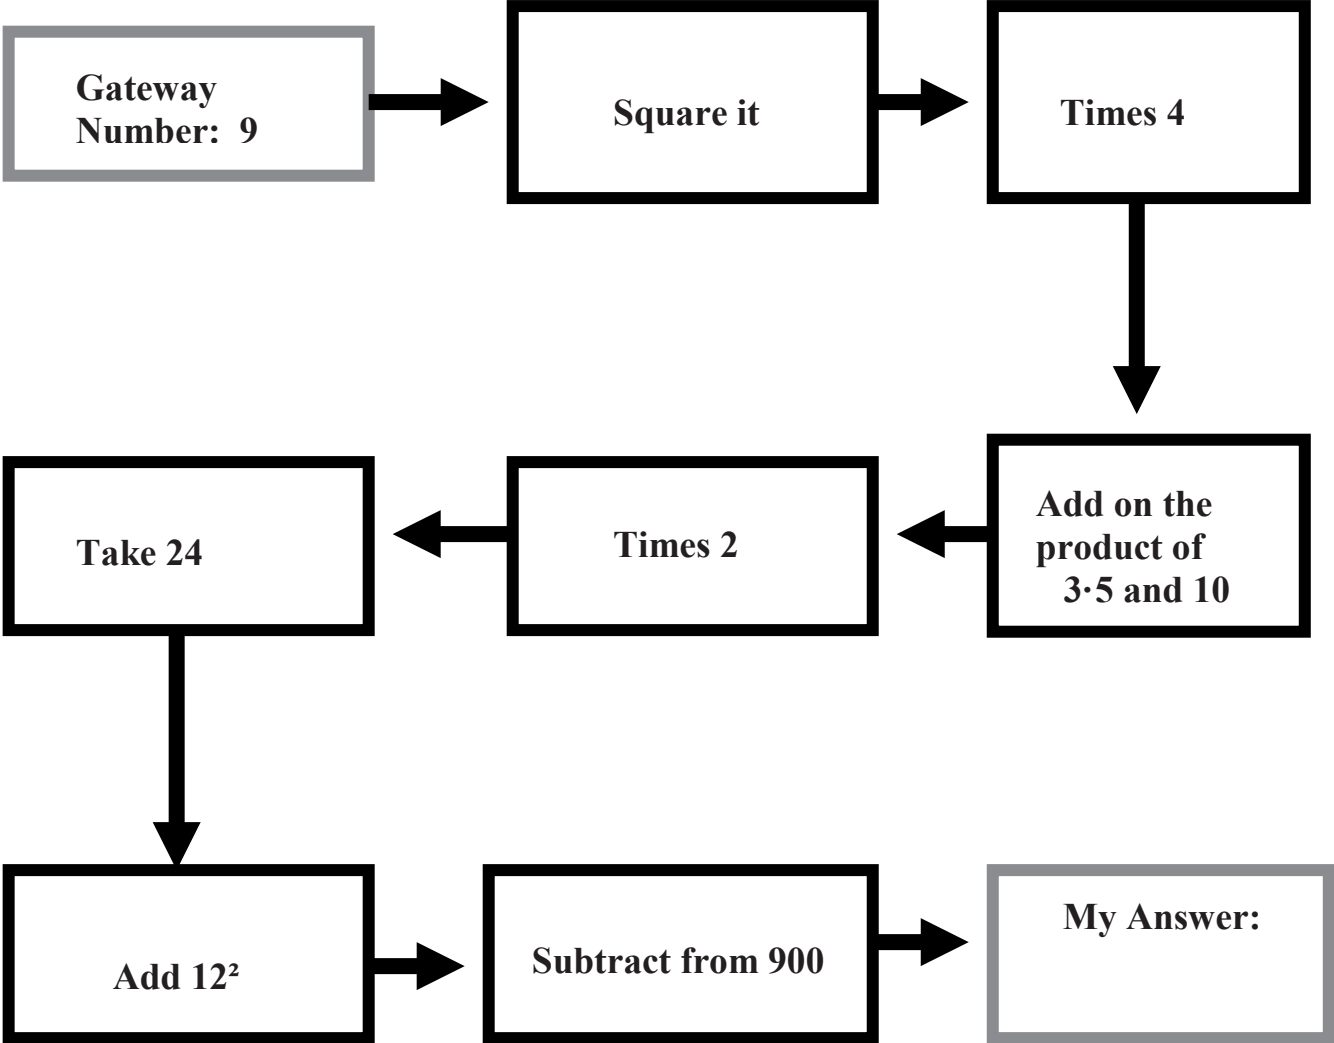 Gateway
Number: 9
Square it
Times 4
Add on the
product of
3·5 and 10
Times 2
Take 24
Add 12²
Subtract from 900
My Answer: